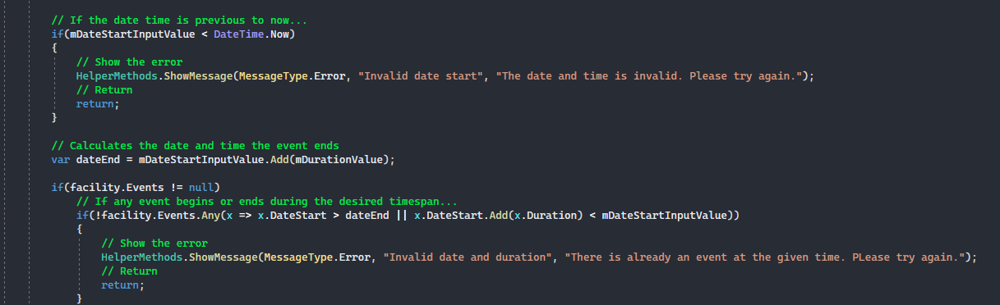 // If the date time is previous to now...
if(mDateStartInputValue < DateTime.Now)
{
// Show the error
HelperMethods.ShowMessage(MessageType.Error, "Invalid date start", "The date and time is invalid. Please try again.");
// Return
return;
}
// Calculates the date and time the event ends
var dateEnd = mDateStartInputValue.Add(mDurationValue);
if(facility.Events != null)
// If any event begins or ends during the desired timespan...
if(!facility.Events.Any(x => x.DateStart > dateEnd || x.DateStart.Add(x.Duration) < mDateStartInputValue))
{
// Show the error
HelperMethods.ShowMessage(MessageType.Error, "Invalid date and duration", "There is already an event at the given time. PLease try again.");
// Return
return;
}